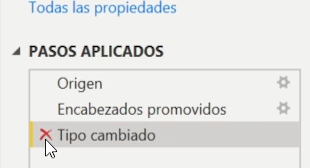 Todas las propiedades
PASOS APLICADOS
Origen
Encabezados promovidos
Tipo cambiado